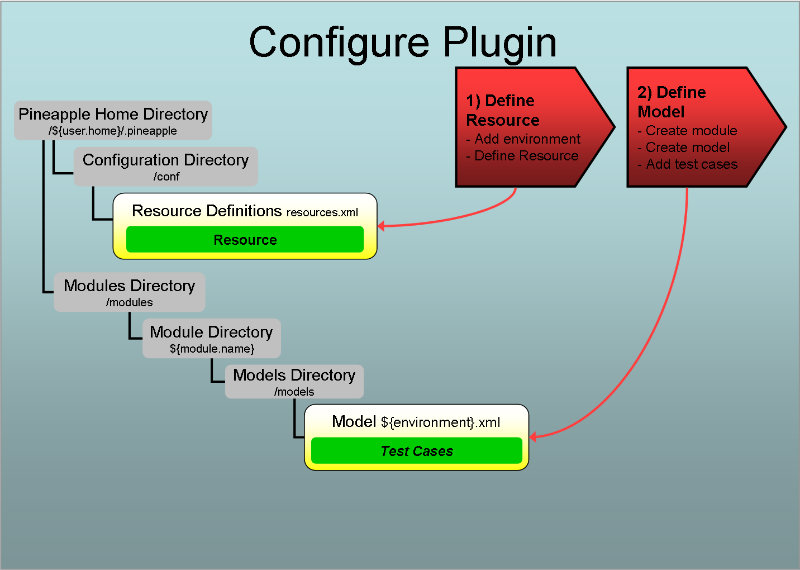 Configure Plugin
1) Define
Resource
- Add environment
- Define Resource
2) Define
Model
- Create module
- Create model
- Add test cases
Pineapple Home Directory
/${user.home}/.pineapple
Configuration Directory
/conf
Resource Definitions resources.xml
Resource
Modules Directory
/modules
Module Directory
${module.name}
Models Directory
/models
Model ${environment}.xml
Test Cases